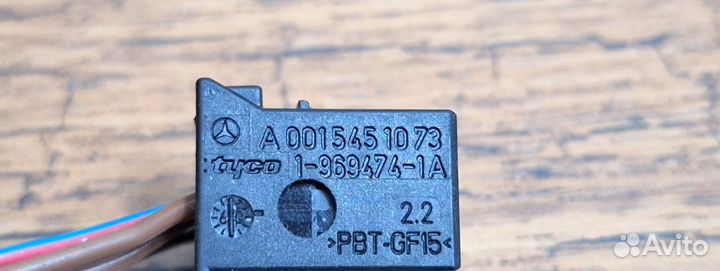 A 001 545 10 73
tyco 1-969474-1A
2.2
>PBT-GF15<
Avito